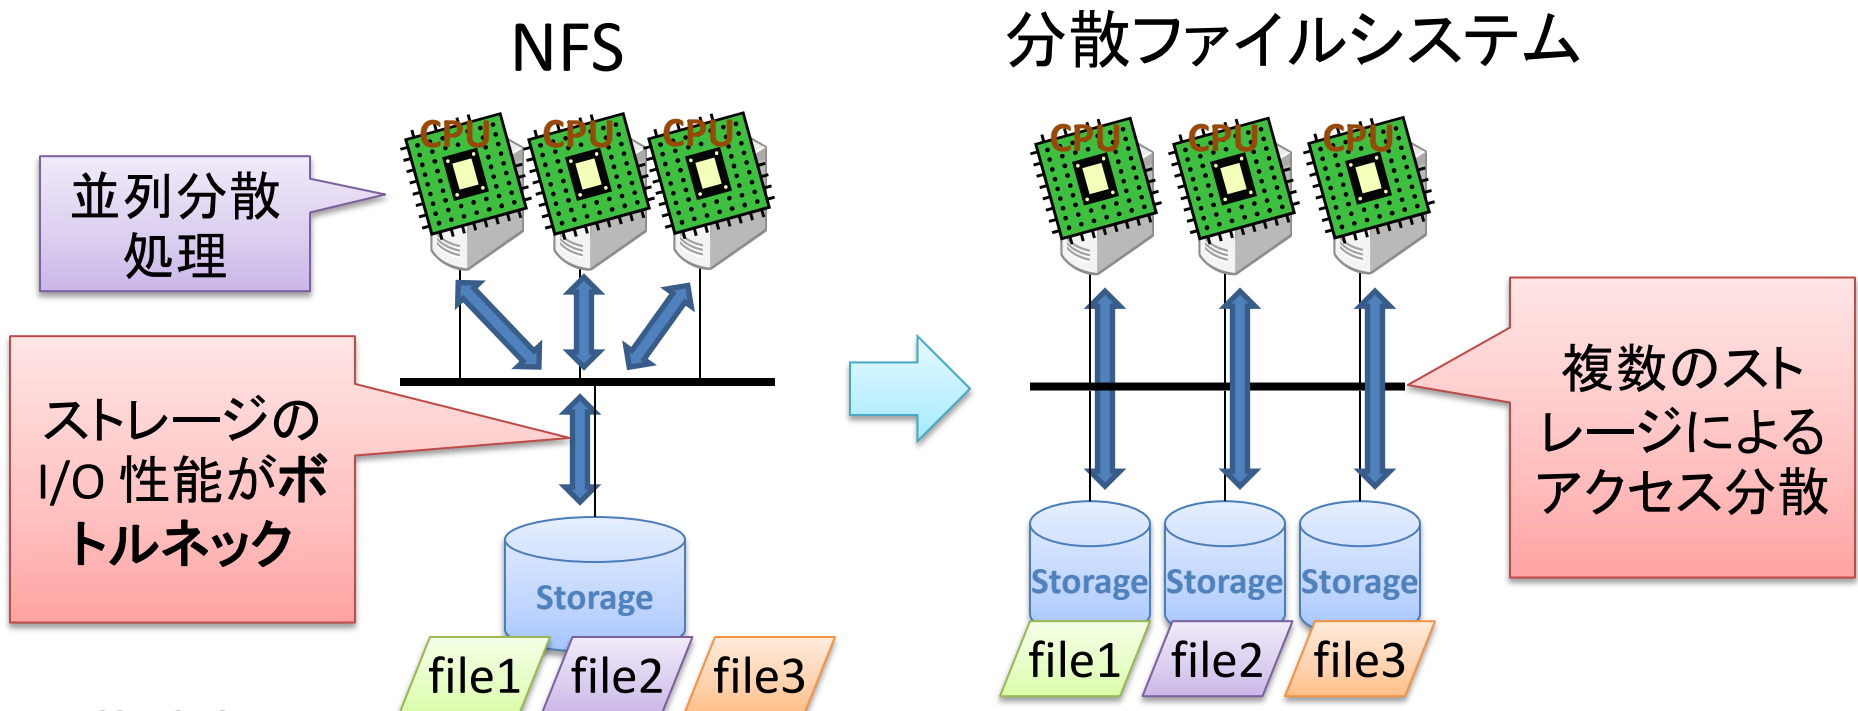 NFS
分散ファイルシステム
CPU CPU CPU
CPU CPU CPU
並列分散
処理
ストレージの
I/O 性能がボ
トルネック
複数のスト
レージによる
アクセス分散
Storage
Storage Storage Storage
file1 file2 file3
file1 file2 file3